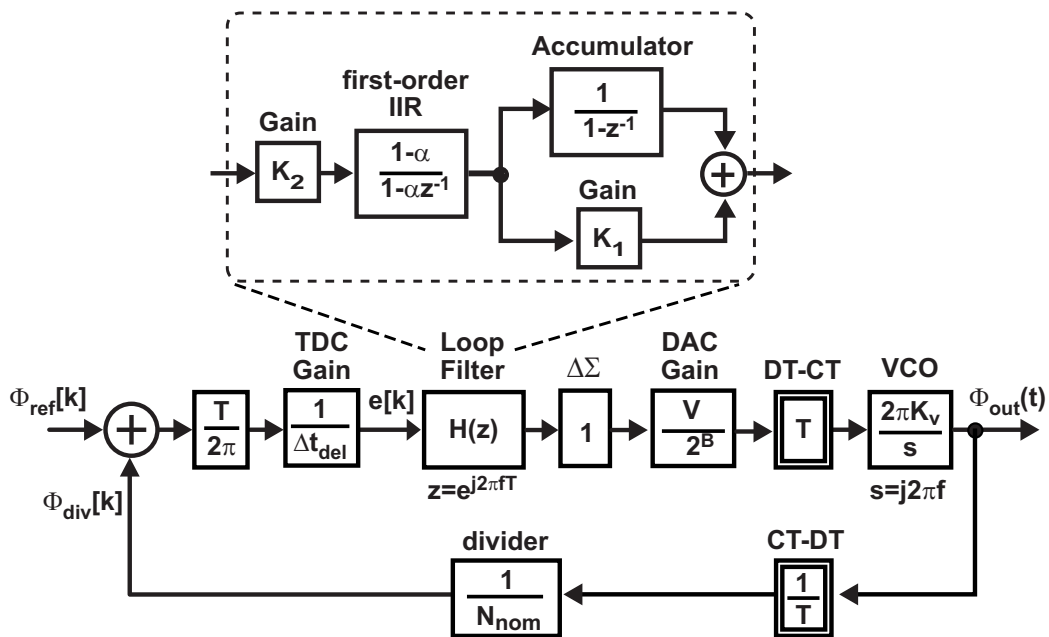 Accumulator
first-order
IIR
Gain
K₂
1-α
1-αz⁻¹
1
1-z⁻¹
+
Gain
K₁
TDC
Gain
Loop
Filter
ΔΣ
DAC
Gain
DT-CT
VCO
Φref[k]
+
T
2π
1
Δtdel
e[k]
H(z)
1
V
2ᴮ
T
2πKv
s
Φout(t)
z=e^j2πfT
s=j2πf
Φdiv[k]
divider
1
Nnom
CT-DT
1
T